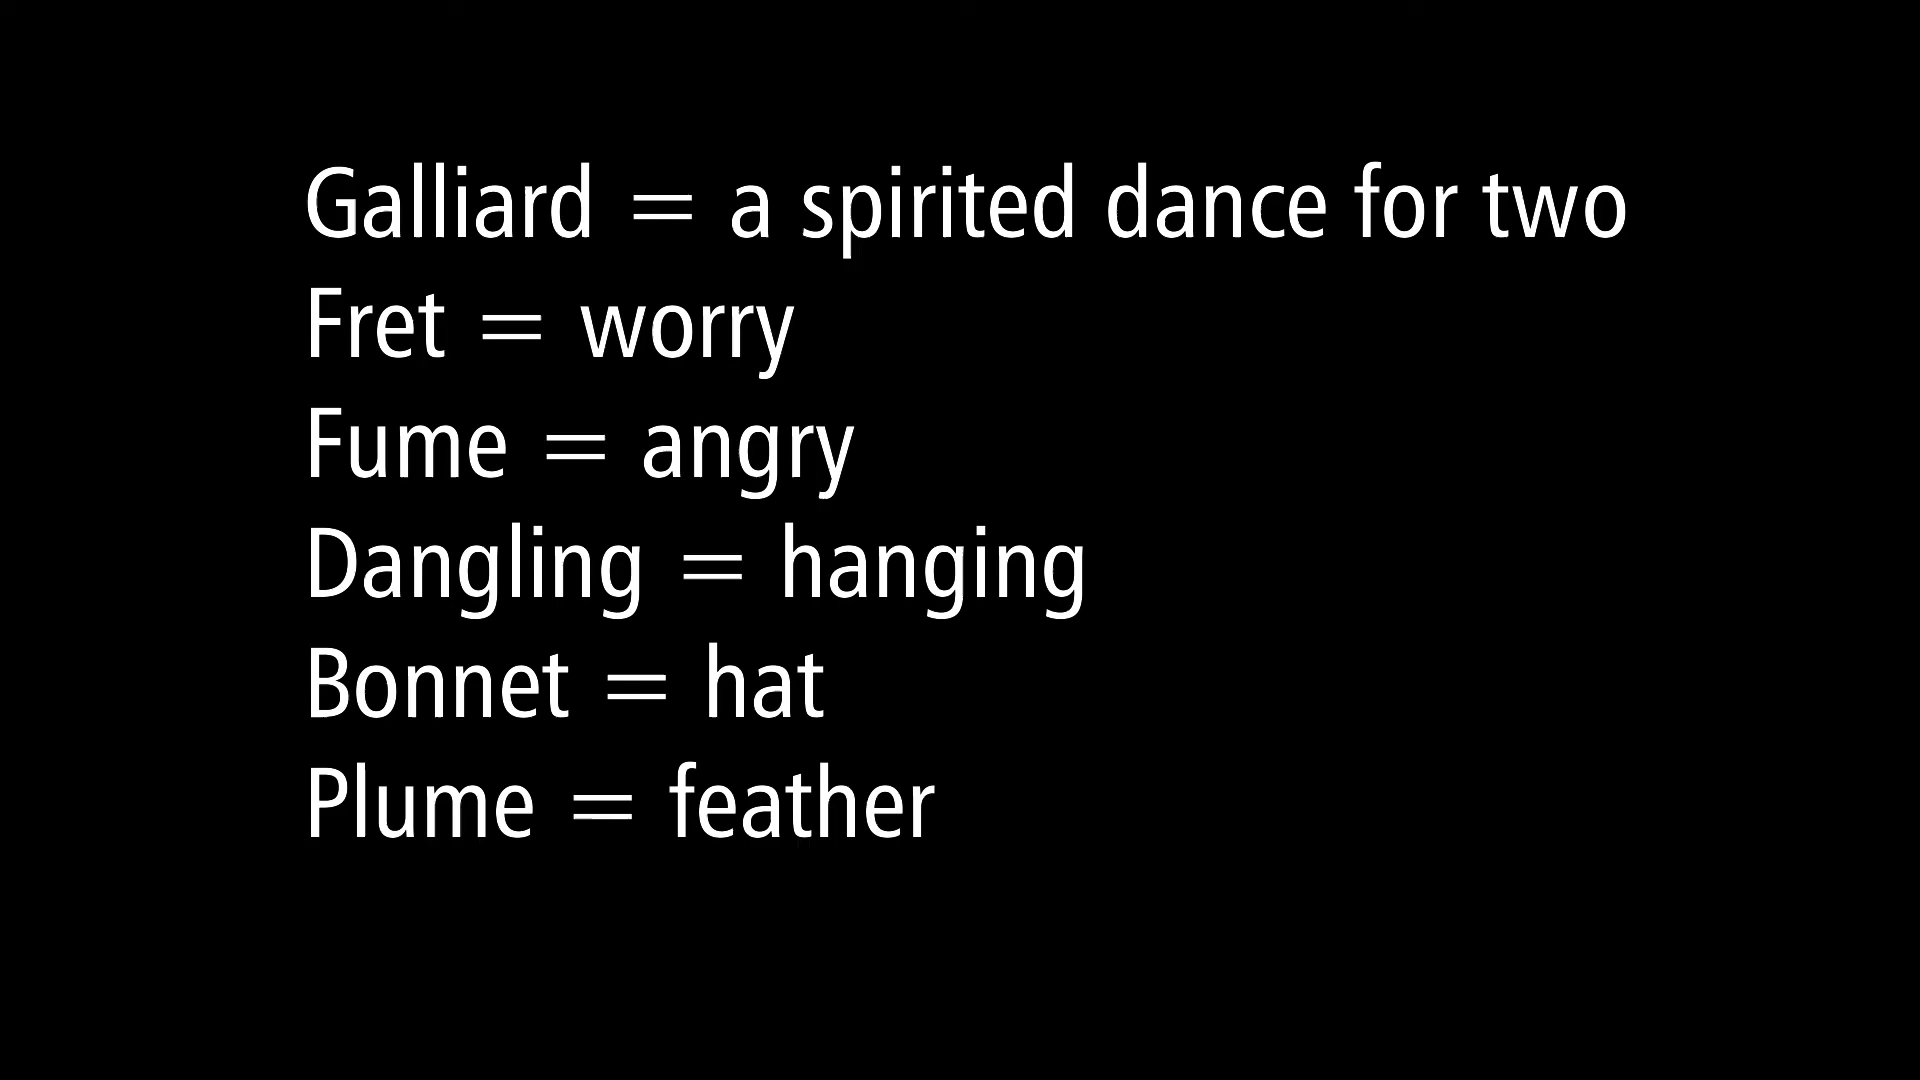 Galliard = a spirited dance for two
Fret = worry
Fume = angry
Dangling = hanging
Bonnet = hat
Plume = feather